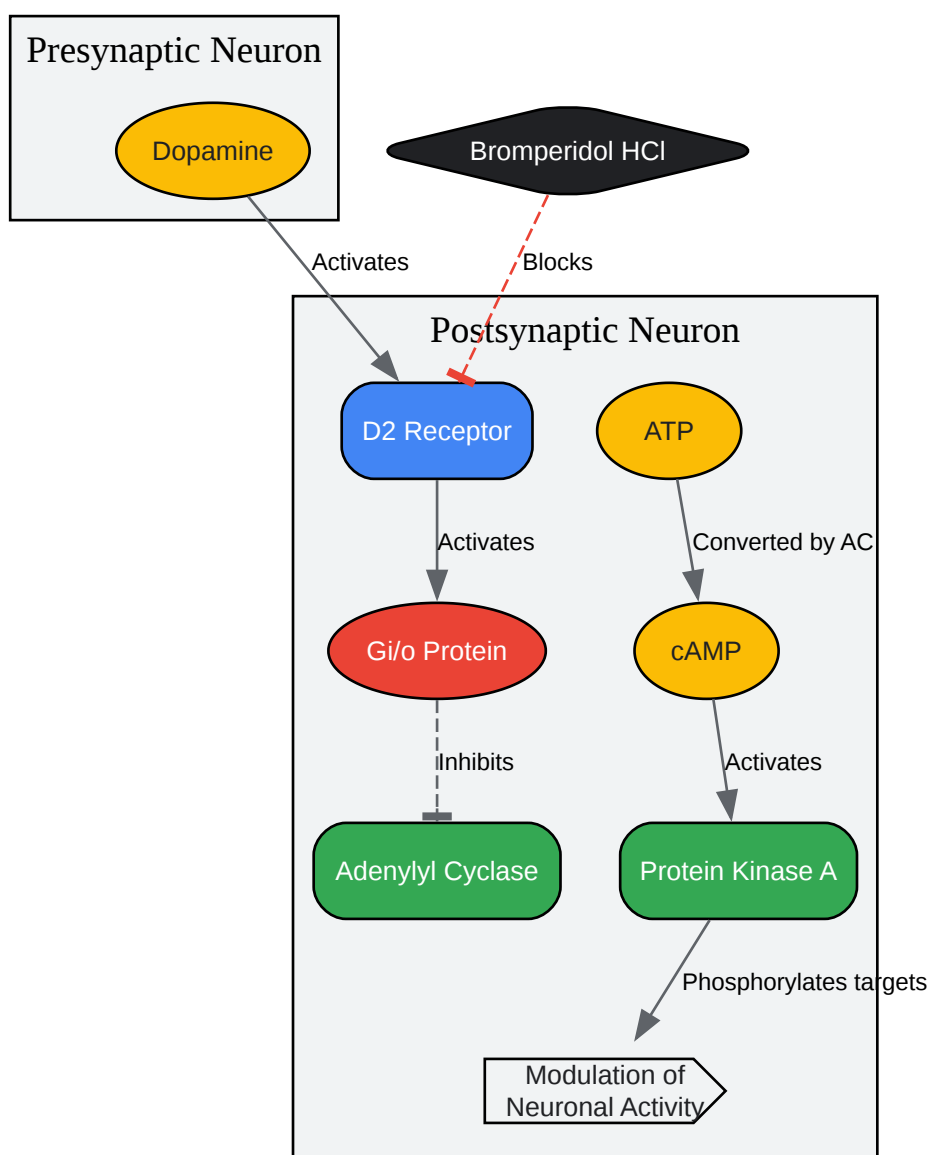 Presynaptic Neuron
Dopamine
Bromperidol HCl
Activates
Blocks
Postsynaptic Neuron
D2 Receptor
ATP
Activates
Converted by AC
Gi/o Protein
cAMP
Inhibits
Activates
Adenylyl Cyclase
Protein Kinase A
Phosphorylates targets
Modulation of
Neuronal Activity